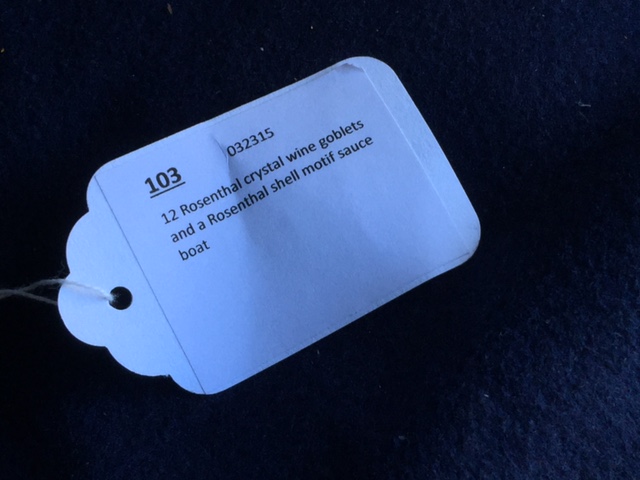 103 032315
12 Rosenthal crystal wine goblets
and a Rosenthal shell motif sauce
boat